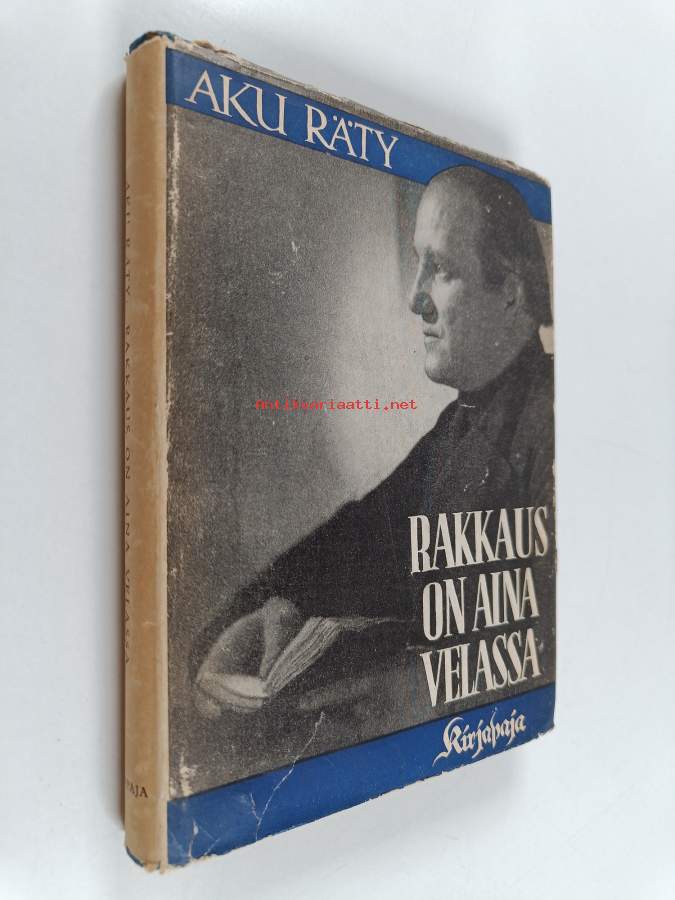 AKU RÄTY
RAKKAUS
ON AINA
VELASSA
Kirjapaja
AKU RÄTY RAKKAUS ON AINA VELASSA
PAJA
Antikvariaatti.net